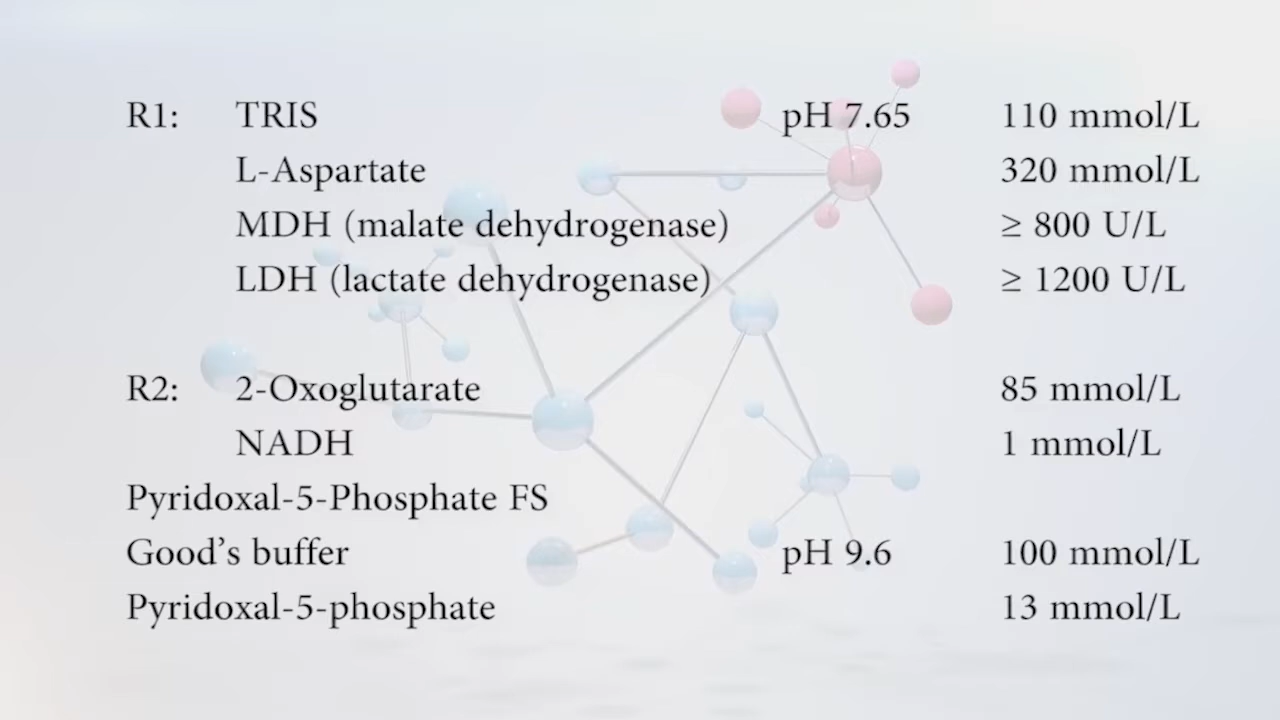 R1: TRIS pH 7.65 110 mmol/L
L-Aspartate 320 mmol/L
MDH (malate dehydrogenase) ≥ 800 U/L
LDH (lactate dehydrogenase) ≥ 1200 U/L
R2: 2-Oxoglutarate 85 mmol/L
NADH 1 mmol/L
Pyridoxal-5-Phosphate FS
Good’s buffer pH 9.6 100 mmol/L
Pyridoxal-5-phosphate 13 mmol/L